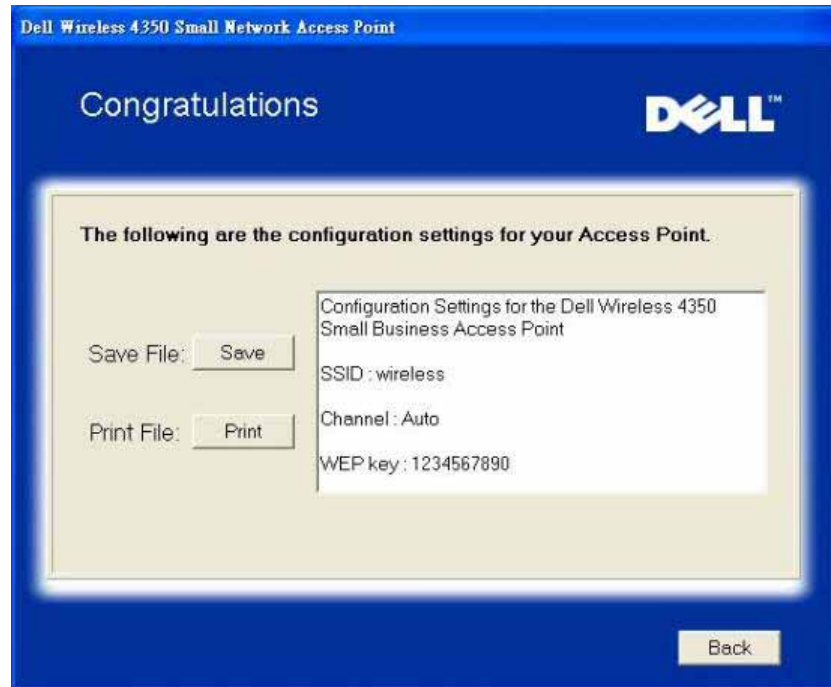 Dell Wireless 4350 Small Network Access Point
Congratulations
DELL™
The following are the configuration settings for your Access Point.
Save File: Save
Print File: Print
Configuration Settings for the Dell Wireless 4350
Small Business Access Point
SSID : wireless
Channel : Auto
WEP key : 1234567890
Back